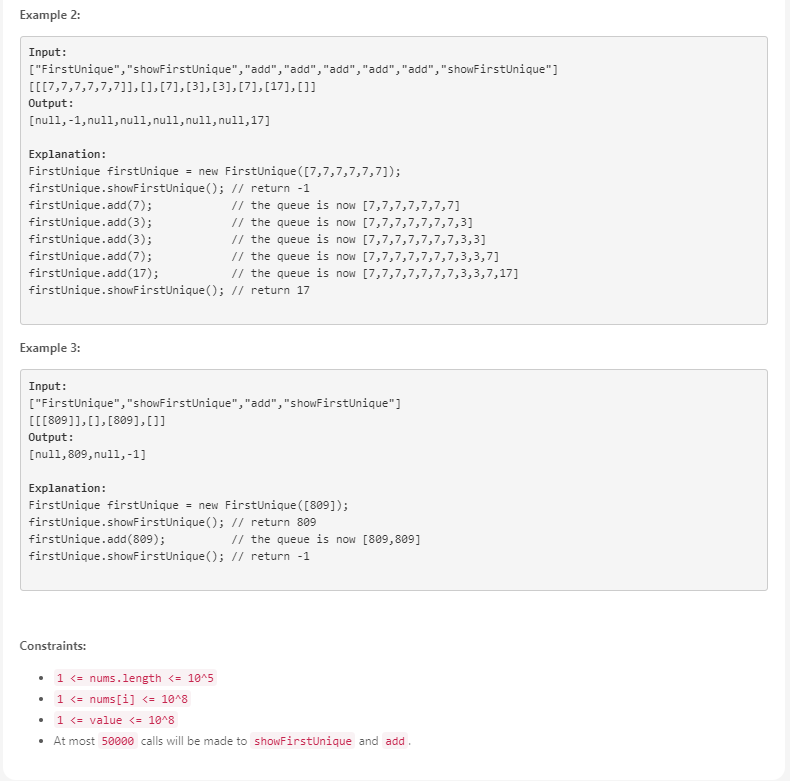 Example 2:
Input:
["FirstUnique","showFirstUnique","add","add","add","add","add","showFirstUnique"]
[[[7,7,7,7,7,7]],[],[7],[3],[3],[7],[17],[]]
Output:
[null,-1,null,null,null,null,null,17]
Explanation:
FirstUnique firstUnique = new FirstUnique([7,7,7,7,7,7]);
firstUnique.showFirstUnique(); // return -1
firstUnique.add(7);            // the queue is now [7,7,7,7,7,7,7]
firstUnique.add(3);            // the queue is now [7,7,7,7,7,7,7,3]
firstUnique.add(3);            // the queue is now [7,7,7,7,7,7,7,3,3]
firstUnique.add(7);            // the queue is now [7,7,7,7,7,7,7,3,3,7]
firstUnique.add(17);           // the queue is now [7,7,7,7,7,7,7,3,3,7,17]
firstUnique.showFirstUnique(); // return 17
Example 3:
Input:
["FirstUnique","showFirstUnique","add","showFirstUnique"]
[[[809]],[],[809],[]]
Output:
[null,809,null,-1]
Explanation:
FirstUnique firstUnique = new FirstUnique([809]);
firstUnique.showFirstUnique(); // return 809
firstUnique.add(809);          // the queue is now [809,809]
firstUnique.showFirstUnique(); // return -1
Constraints:
• 1 <= nums.length <= 10^5
• 1 <= nums[i] <= 10^8
• 1 <= value <= 10^8
• At most 50000 calls will be made to showFirstUnique and add.